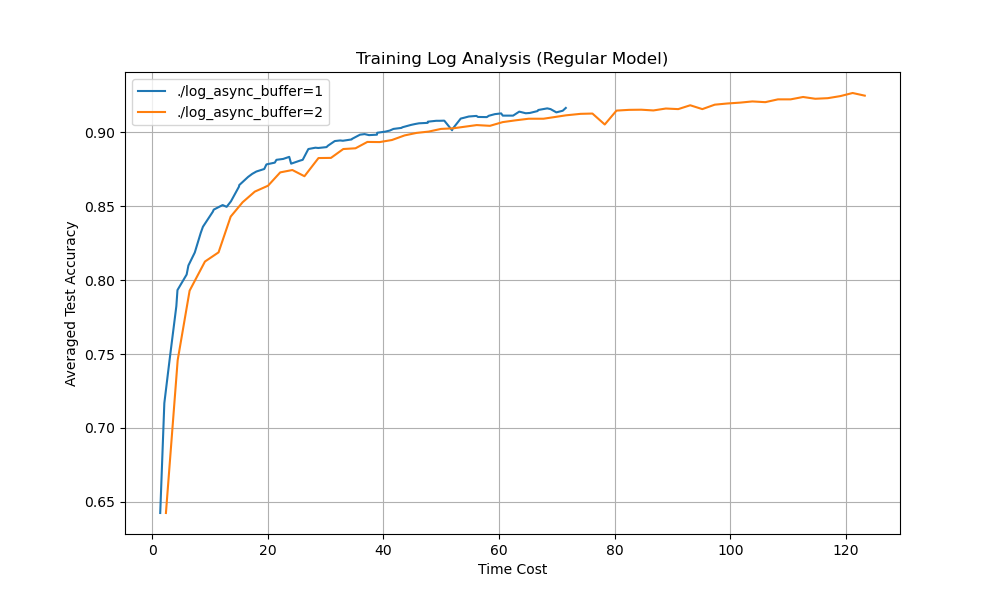 Training Log Analysis (Regular Model)
./log_async_buffer=1
./log_async_buffer=2
Averaged Test Accuracy
0.90
0.85
0.80
0.75
0.70
0.65
0 20 40 60 80 100 120
Time Cost